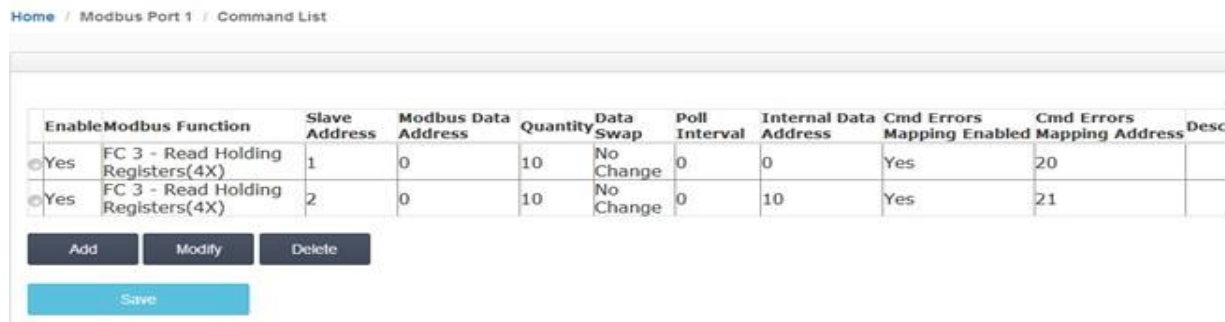 Home / Modbus Port 1 / Command List
Enable Modbus Function Slave Address Modbus Data Address Quantity Data Swap Poll Interval Internal Data Address Cmd Errors Mapping Enabled Cmd Errors Mapping Address
Yes FC 3 - Read Holding Registers(4X) 1 0 10 No Change 0 0 Yes 20
Yes FC 3 - Read Holding Registers(4X) 2 0 10 No Change 0 10 Yes 21
Add Modify Delete
Save